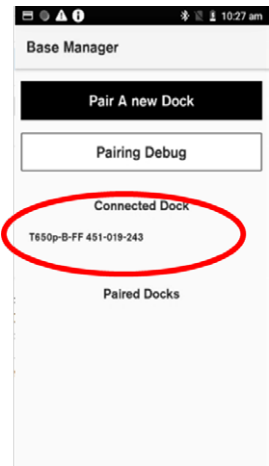 10:27 am
Base Manager
Pair A new Dock
Pairing Debug
Connected Dock
T650p-B-FF 451-019-243
Paired Docks